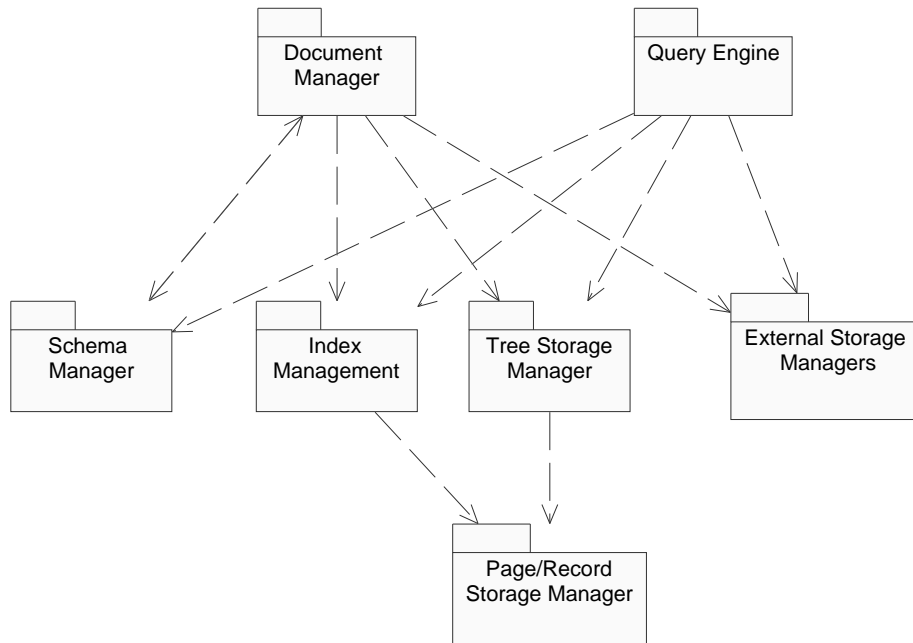 Document
Manager
Query Engine
Schema
Manager
Index
Management
Tree Storage
Manager
External Storage
Managers
Page/Record
Storage Manager